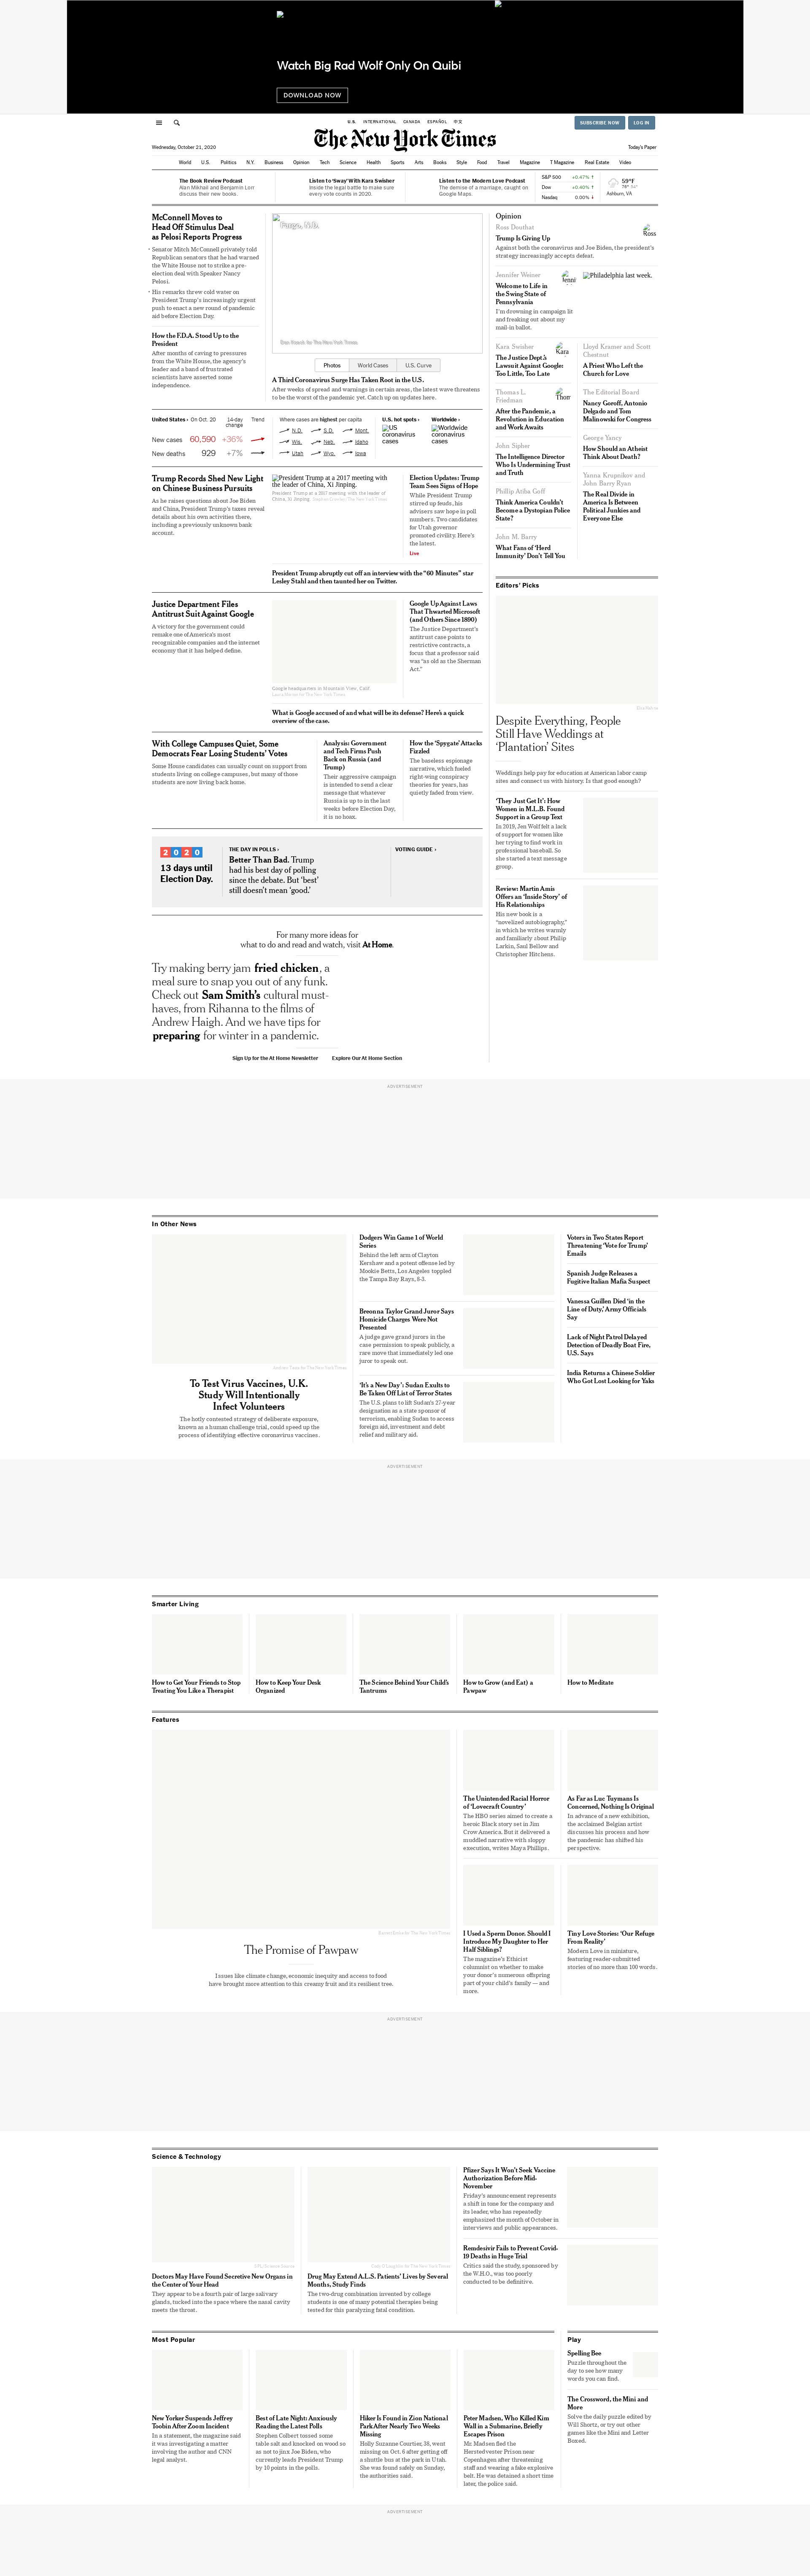 Watch Big Rad Wolf Only On Quibi
DOWNLOAD NOW
U.S.
INTERNATIONAL
CANADA
ESPAÑOL
中文
SUBSCRIBE NOW
LOG IN
The New York Times
Wednesday, October 21, 2020
Today's Paper
World
U.S.
Politics
N.Y.
Business
Opinion
Tech
Science
Health
Sports
Arts
Books
Style
Food
Travel
Magazine
T Magazine
Real Estate
Video
The Book Review Podcast
Alan Mikhail and Benjamin Lorr
discuss their new books.
Listen to 'Sway' With Kara Swisher
Inside the legal battle to make sure
every vote counts in 2020.
Listen to the Modern Love Podcast
The demise of a marriage, caught on
Google Maps.
S&P 500 +0.47% ↑
Dow +0.40% ↑
Nasdaq 0.00% ↓
59°F
Ashburn, VA
McConnell Moves to
Head Off Stimulus Deal
as Pelosi Reports Progress
• Senator Mitch McConnell privately told
Republican senators that he had warned
the White House not to strike a pre-
election deal with Speaker Nancy
Pelosi.
• His remarks threw cold water on
President Trump's increasingly urgent
push to enact a new round of pandemic
aid before Election Day.
How the F.D.A. Stood Up to the
President
After months of caving to pressures
from the White House, the agency's
leader and a band of frustrated
scientists have asserted some
independence.
Fargo, N.D.
Dan Koeck for The New York Times
Photos
World Cases
U.S. Curve
A Third Coronavirus Surge Has Taken Root in the U.S.
After weeks of spread and warnings in certain areas, the latest wave threatens
to be the worst of the pandemic yet. Catch up on updates here.
United States › On Oct. 20
14-day
change
Trend
New cases 60,590 +36%
New deaths 929 +7%
Where cases are highest per capita
N.D.
S.D.
Mont.
Wis.
Neb.
Idaho
Utah
Wyo.
Iowa
U.S. hot spots ›
US
coronavirus
cases
Worldwide ›
Worldwide
coronavirus
cases
Trump Records Shed New Light
on Chinese Business Pursuits
As he raises questions about Joe Biden
and China, President Trump's taxes reveal
details about his own activities there,
including a previously unknown bank
account.
President Trump at a 2017 meeting with
the leader of China, Xi Jinping.
President Trump at a 2017 meeting with the leader of
China, Xi Jinping.
Election Updates: Trump
Team Sees Signs of Hope
While President Trump
stirred up feuds, his
advisers saw hope in poll
numbers. Two candidates
for Utah governor
promoted civility. Here's
the latest.
Live
President Trump abruptly cut off an interview with the “60 Minutes” star
Lesley Stahl and then taunted her on Twitter.
Justice Department Files
Antitrust Suit Against Google
A victory for the government could
remake one of America's most
recognizable companies and the internet
economy that it has helped define.
Google headquarters in Mountain View, Calif.
Laura Morton for The New York Times
Google Up Against Laws
That Thwarted Microsoft
(and Others Since 1890)
The Justice Department's
antitrust case points to
restrictive contracts, a
focus that a professor said
was “as old as the Sherman
Act.”
What is Google accused of and what will be its defense? Here's a quick
overview of the case.
With College Campuses Quiet, Some
Democrats Fear Losing Students' Votes
Some House candidates can usually count on support from
students living on college campuses, but many of those
students are now living back home.
Analysis: Government
and Tech Firms Push
Back on Russia (and
Trump)
Their aggressive campaign
is intended to send a clear
message that whatever
Russia is up to in the last
weeks before Election Day,
it is no hoax.
How the ‘Spygate’ Attacks
Fizzled
The baseless espionage
narrative, which fueled
right-wing conspiracy
theories for years, has
quietly faded from view.
2020
13 days until
Election Day.
THE DAY IN POLLS ›
Better Than Bad. Trump
had his best day of polling
since the debate. But ‘best’
still doesn't mean ‘good.’
VOTING GUIDE ›
For many more ideas for
what to do and read and watch, visit At Home.
Try making berry jam fried chicken, a
meal sure to snap you out of any funk.
Check out Sam Smith's cultural must-
haves, from Rihanna to the films of
Andrew Haigh. And we have tips for
preparing for winter in a pandemic.
Sign Up for the At Home Newsletter
Explore Our At Home Section
Opinion
Ross Douthat
Trump Is Giving Up
Against both the coronavirus and Joe Biden, the president's
strategy increasingly accepts defeat.
Ross
Jennifer Weiner
Welcome to Life in
the Swing State of
Pennsylvania
I'm drowning in campaign lit
and freaking out about my
mail-in ballot.
Jenni
Philadelphia last week.
Kara Swisher
The Justice Dept.'s
Lawsuit Against Google:
Too Little, Too Late
Kara
Lloyd Kramer and Scott
Chestnut
A Priest Who Left the
Church for Love
Thomas L.
Friedman
After the Pandemic, a
Revolution in Education
and Work Awaits
Thom
The Editorial Board
Nancy Goroff, Antonio
Delgado and Tom
Malinowski for Congress
John Sipher
The Intelligence Director
Who Is Undermining Trust
and Truth
George Yancy
How Should an Atheist
Think About Death?
Phillip Atiba Goff
Think America Couldn't
Become a Dystopian Police
State?
Yanna Krupnikov and
John Barry Ryan
The Real Divide in
America Is Between
Political Junkies and
Everyone Else
John M. Barry
What Fans of ‘Herd
Immunity’ Don't Tell You
Editors' Picks
Despite Everything, People
Still Have Weddings at
‘Plantation’ Sites
Weddings help pay for education at American labor camp
sites and connect us with history. Is that good enough?
‘They Just Get It’: How
Women in M.L.B. Found
Support in a Group Text
In 2019, Jen Wolf felt a lack
of support for women like
her trying to find work in
professional baseball. So
she started a text message
group.
Review: Martin Amis
Offers an ‘Inside Story’ of
His Relationships
His new book is a
“novelized autobiography,”
in which he writes warmly
and familiarly about Philip
Larkin, Saul Bellow and
Christopher Hitchens.
ADVERTISEMENT
In Other News
To Test Virus Vaccines, U.K.
Study Will Intentionally
Infect Volunteers
The hotly contested strategy of deliberate exposure,
known as a human challenge trial, could speed up the
process of identifying effective coronavirus vaccines.
Dodgers Win Game 1 of World
Series
Behind the left arm of Clayton
Kershaw and a potent offense led by
Mookie Betts, Los Angeles toppled
the Tampa Bay Rays, 8-3.
Breonna Taylor Grand Juror Says
Homicide Charges Were Not
Presented
A judge gave grand jurors in the
case permission to speak publicly, a
rare move that immediately led one
juror to speak out.
‘It's a New Day’: Sudan Exults to
Be Taken Off List of Terror States
The U.S. plans to lift Sudan's 27-year
designation as a state sponsor of
terrorism, enabling Sudan to access
foreign aid, investment and debt
relief and military aid.
Voters in Two States Report
Threatening ‘Vote for Trump’
Emails
Spanish Judge Releases a
Fugitive Italian Mafia Suspect
Vanessa Guillen Died ‘in the
Line of Duty,’ Army Officials
Say
Lack of Night Patrol Delayed
Detection of Deadly Boat Fire,
U.S. Says
India Returns a Chinese Soldier
Who Got Lost Looking for Yaks
ADVERTISEMENT
Smarter Living
How to Get Your Friends to Stop
Treating You Like a Therapist
How to Keep Your Desk
Organized
The Science Behind Your Child's
Tantrums
How to Grow (and Eat) a
Pawpaw
How to Meditate
Features
The Promise of Pawpaw
Issues like climate change, economic inequity and access to food
have brought more attention to this creamy fruit and its resilient tree.
The Unintended Racial Horror
of ‘Lovecraft Country’
The HBO series aimed to create a
heroic Black story set in Jim
Crow America. But it delivered a
muddled narrative with sloppy
execution, writes Maya Phillips.
As Far as Luc Tuymans Is
Concerned, Nothing Is Original
In advance of a new exhibition,
the acclaimed Belgian artist
discusses his process and how
the pandemic has shifted his
perspective.
I Used a Sperm Donor. Should I
Introduce My Daughter to Her
Half Siblings?
The magazine's Ethicist
columnist on whether to make
your donor's numerous offspring
part of your child's family — and
more.
Tiny Love Stories: ‘Our Refuge
From Reality’
Modern Love in miniature,
featuring reader-submitted
stories of no more than 100 words.
ADVERTISEMENT
Science & Technology
Doctors May Have Found Secretive New Organs in
the Center of Your Head
They appear to be a fourth pair of large salivary
glands, tucked into the space where the nasal cavity
meets the throat.
Drug May Extend A.L.S. Patients' Lives by Several
Months, Study Finds
The two-drug combination invented by college
students is one of many potential therapies being
tested for this paralyzing fatal condition.
Pfizer Says It Won't Seek Vaccine
Authorization Before Mid-
November
Friday's announcement represents
a shift in tone for the company and
its leader, who has repeatedly
emphasized the month of October in
interviews and public appearances.
Remdesivir Fails to Prevent Covid-
19 Deaths in Huge Trial
Critics said the study, sponsored by
the W.H.O., was too poorly
conducted to be definitive.
Most Popular
New Yorker Suspends Jeffrey
Toobin After Zoom Incident
In a statement, the magazine said
it was investigating a matter
involving the author and CNN
legal analyst.
Best of Late Night: Anxiously
Reading the Latest Polls
Stephen Colbert tossed some
table salt and knocked on wood so
as not to jinx Joe Biden, who
currently leads President Trump
by 10 points in the polls.
Hiker Is Found in Zion National
Park After Nearly Two Weeks
Missing
Holly Suzanne Courtier, 38, went
missing on Oct. 6 after getting off
a shuttle bus at the park in Utah.
She was found safely on Sunday,
the authorities said.
Peter Madsen, Who Killed Kim
Wall in a Submarine, Briefly
Escapes Prison
Mr. Madsen fled the
Herstedvester Prison near
Copenhagen after threatening
staff and wearing a fake explosive
belt. He was detained a short time
later, the police said.
Play
Spelling Bee
Puzzle throughout the
day to see how many
words you can find.
The Crossword, the Mini and
More
Solve the daily puzzle edited by
Will Shortz, or try out other
games like the Mini and Letter
Boxed.
ADVERTISEMENT